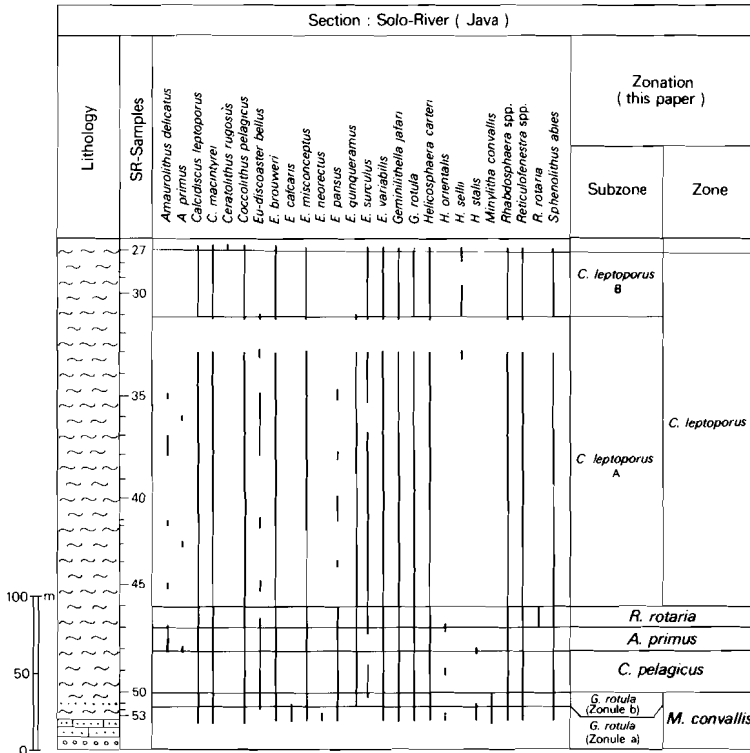 Section : Solo-River ( Java )
Lithology
SR-Samples
Amaurolithus delicatus
A primus
Calcidiscus leptoporus
C. macintyrei
Ceratolithus rugosus
Coccolithus pelagicus
Eu-discoaster bellus
E. brouweri
E calcaris
E. misconceptus
E. neorectus
E pansus
E. quinqueramus
E. surculus
E. variabilis
Geminilithella jafari
G. rotula
Helicosphaera carteri
H. orientalis
H. sellii
H stalis
Minylitha convallis
Rhabdosphaera spp.
Reticulofenestra spp.
R. rotaria
Sphenolithus abies
Zonation
( this paper )
Subzone
Zone
27
30
35
40
45
50
53
C. leptoporus
B
C leptoporus
A
C. leptoporus
R. rotaria
A. primus
C. pelagicus
G. rotula
(Zonule b)
G. rotula
(Zonule a)
M. convallis
100 m
50
0